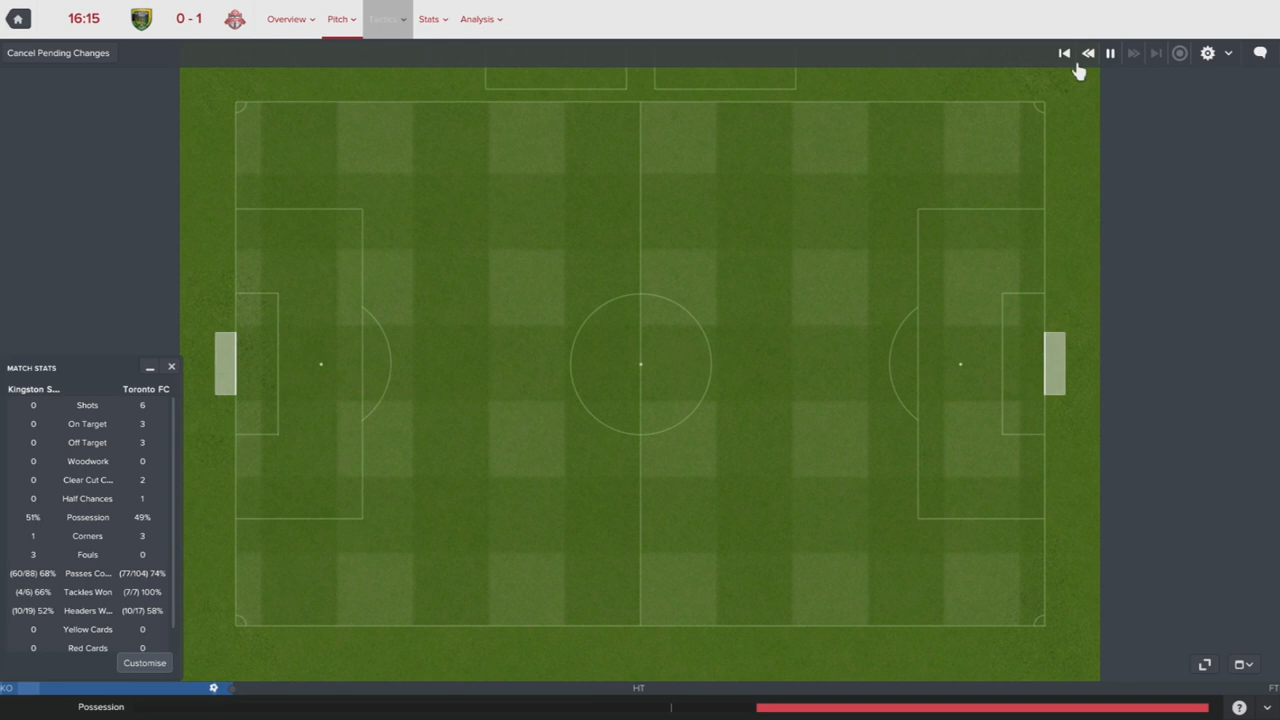 16:15
0 - 1
Overview
Pitch
Tactics
Stats
Analysis
Cancel Pending Changes
MATCH STATS
Kingston S... Toronto FC
0 Shots 6
0 On Target 3
0 Off Target 3
0 Woodwork 0
0 Clear Cut C... 2
0 Half Chances 1
51% Possession 49%
1 Corners 3
3 Fouls 0
(60/88) 68% Passes Co... (77/104) 74%
(4/6) 66% Tackles Won (7/7) 100%
(10/19) 52% Headers W... (10/17) 58%
0 Yellow Cards 0
0 Red Cards 0
Customise
KO HT FT
Possession
?